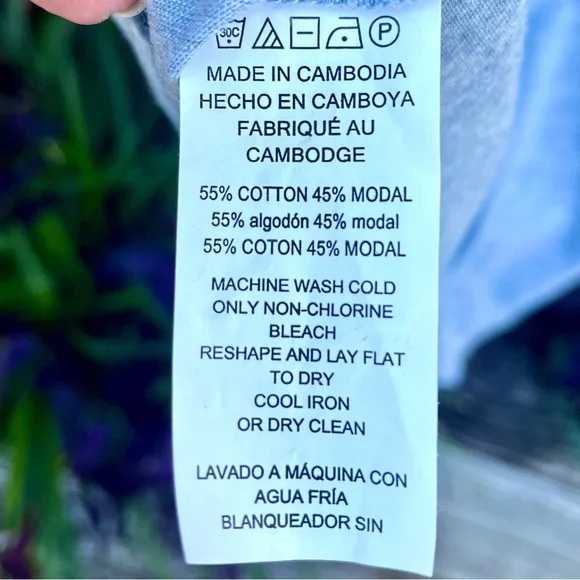 30C P
MADE IN CAMBODIA
HECHO EN CAMBOYA
FABRIQUÉ AU
CAMBODGE
55% COTTON 45% MODAL
55% algodón 45% modal
55% COTON 45% MODAL
MACHINE WASH COLD
ONLY NON-CHLORINE
BLEACH
RESHAPE AND LAY FLAT
TO DRY
COOL IRON
OR DRY CLEAN
LAVADO A MÁQUINA CON
AGUA FRÍA
BLANQUEADOR SIN